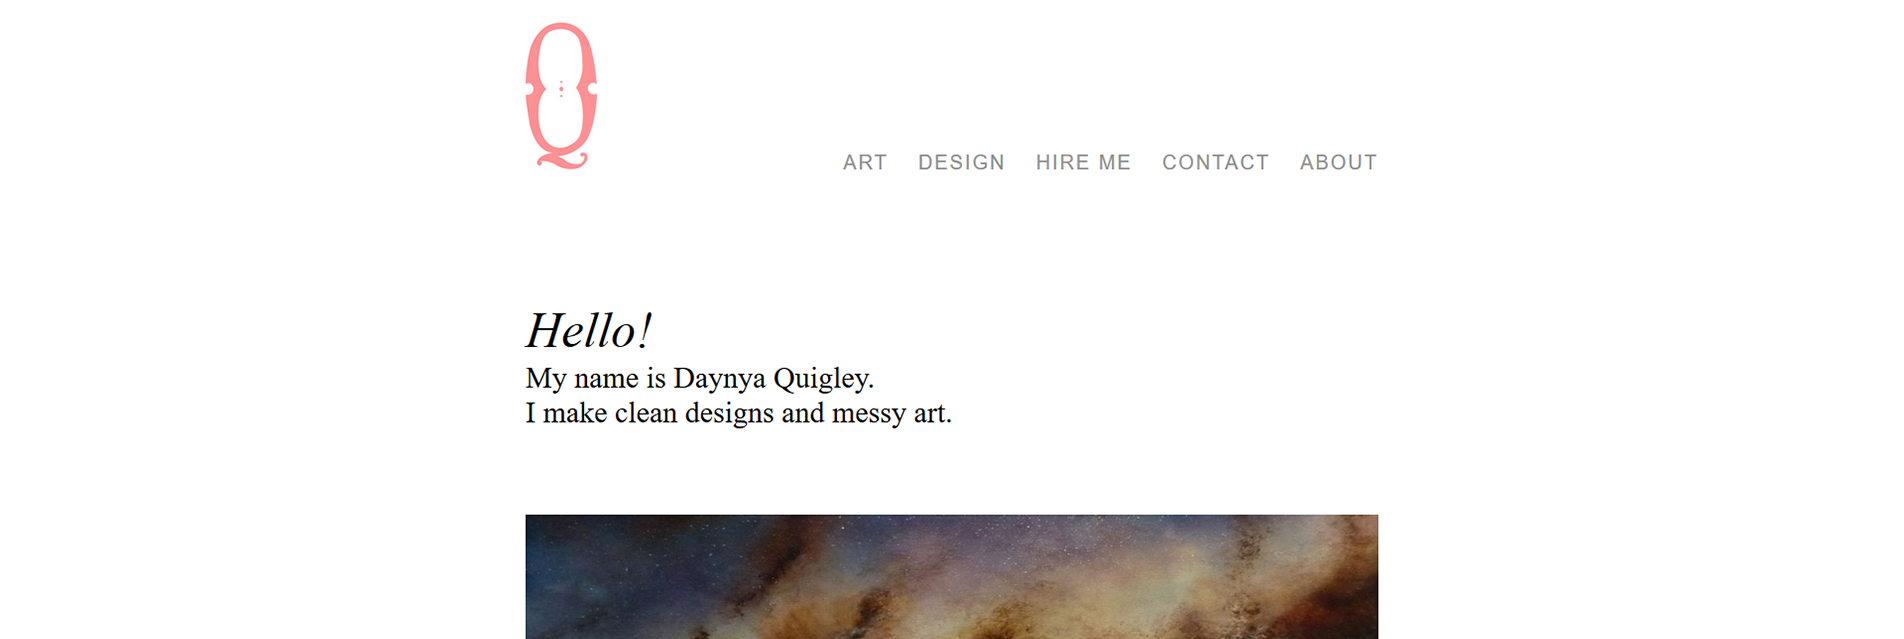 Q
ART DESIGN HIRE ME CONTACT ABOUT
Hello!
My name is Daynya Quigley.
I make clean designs and messy art.